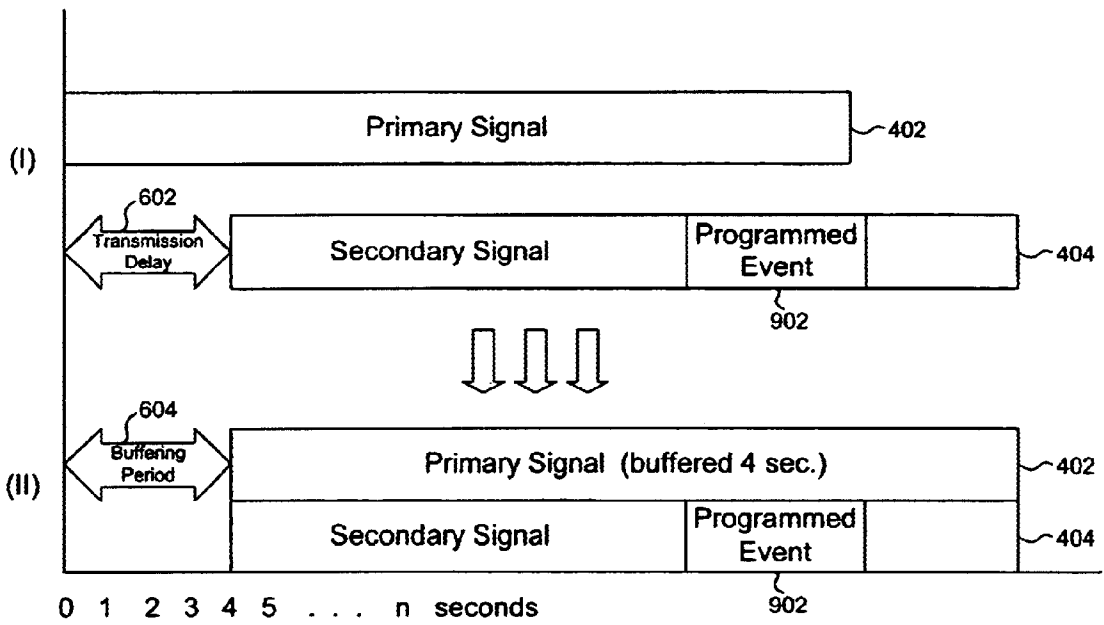 Primary Signal
402
(I)
602
Transmission
Delay
Secondary Signal
Programmed
Event
404
902
604
Buffering
Period
Primary Signal (buffered 4 sec.)
402
(II)
Secondary Signal
Programmed
Event
404
902
0 1 2 3 4 5 . . . n seconds